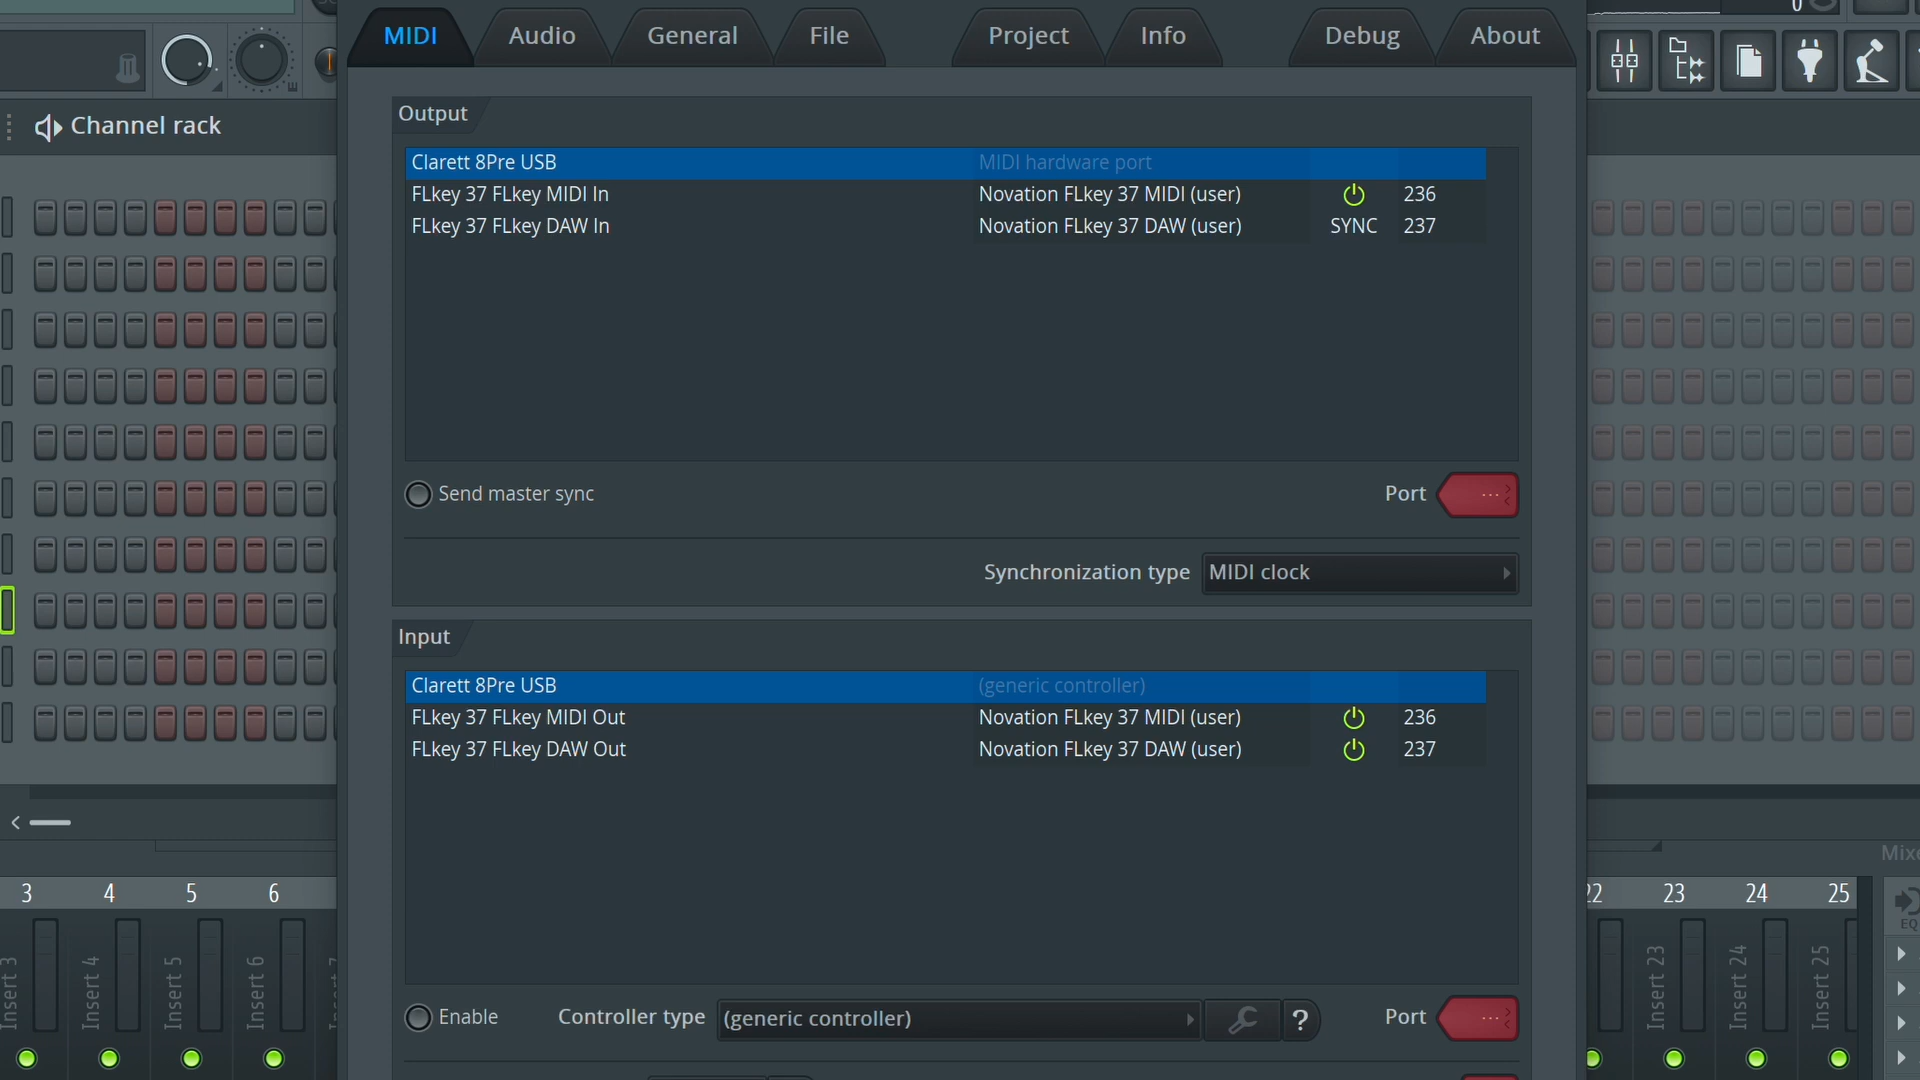 MIDI Audio General File Project Info Debug About
0
Channel rack
Output
Clarett 8Pre USB MIDI hardware port
FLkey 37 FLkey MIDI In Novation FLkey 37 MIDI (user) 236
FLkey 37 FLkey DAW In Novation FLkey 37 DAW (user) SYNC 237
Send master sync Port ...
Synchronization type MIDI clock
Input
Clarett 8Pre USB (generic controller)
FLkey 37 FLkey MIDI Out Novation FLkey 37 MIDI (user) 236
FLkey 37 FLkey DAW Out Novation FLkey 37 DAW (user) 237
Mixe
3 4 5 6 22 23 24 25
EQ
Insert 3 Insert 4 Insert 5 Insert 6 Insert 23 Insert 24 Insert 25
Enable Controller type (generic controller) ? Port ...